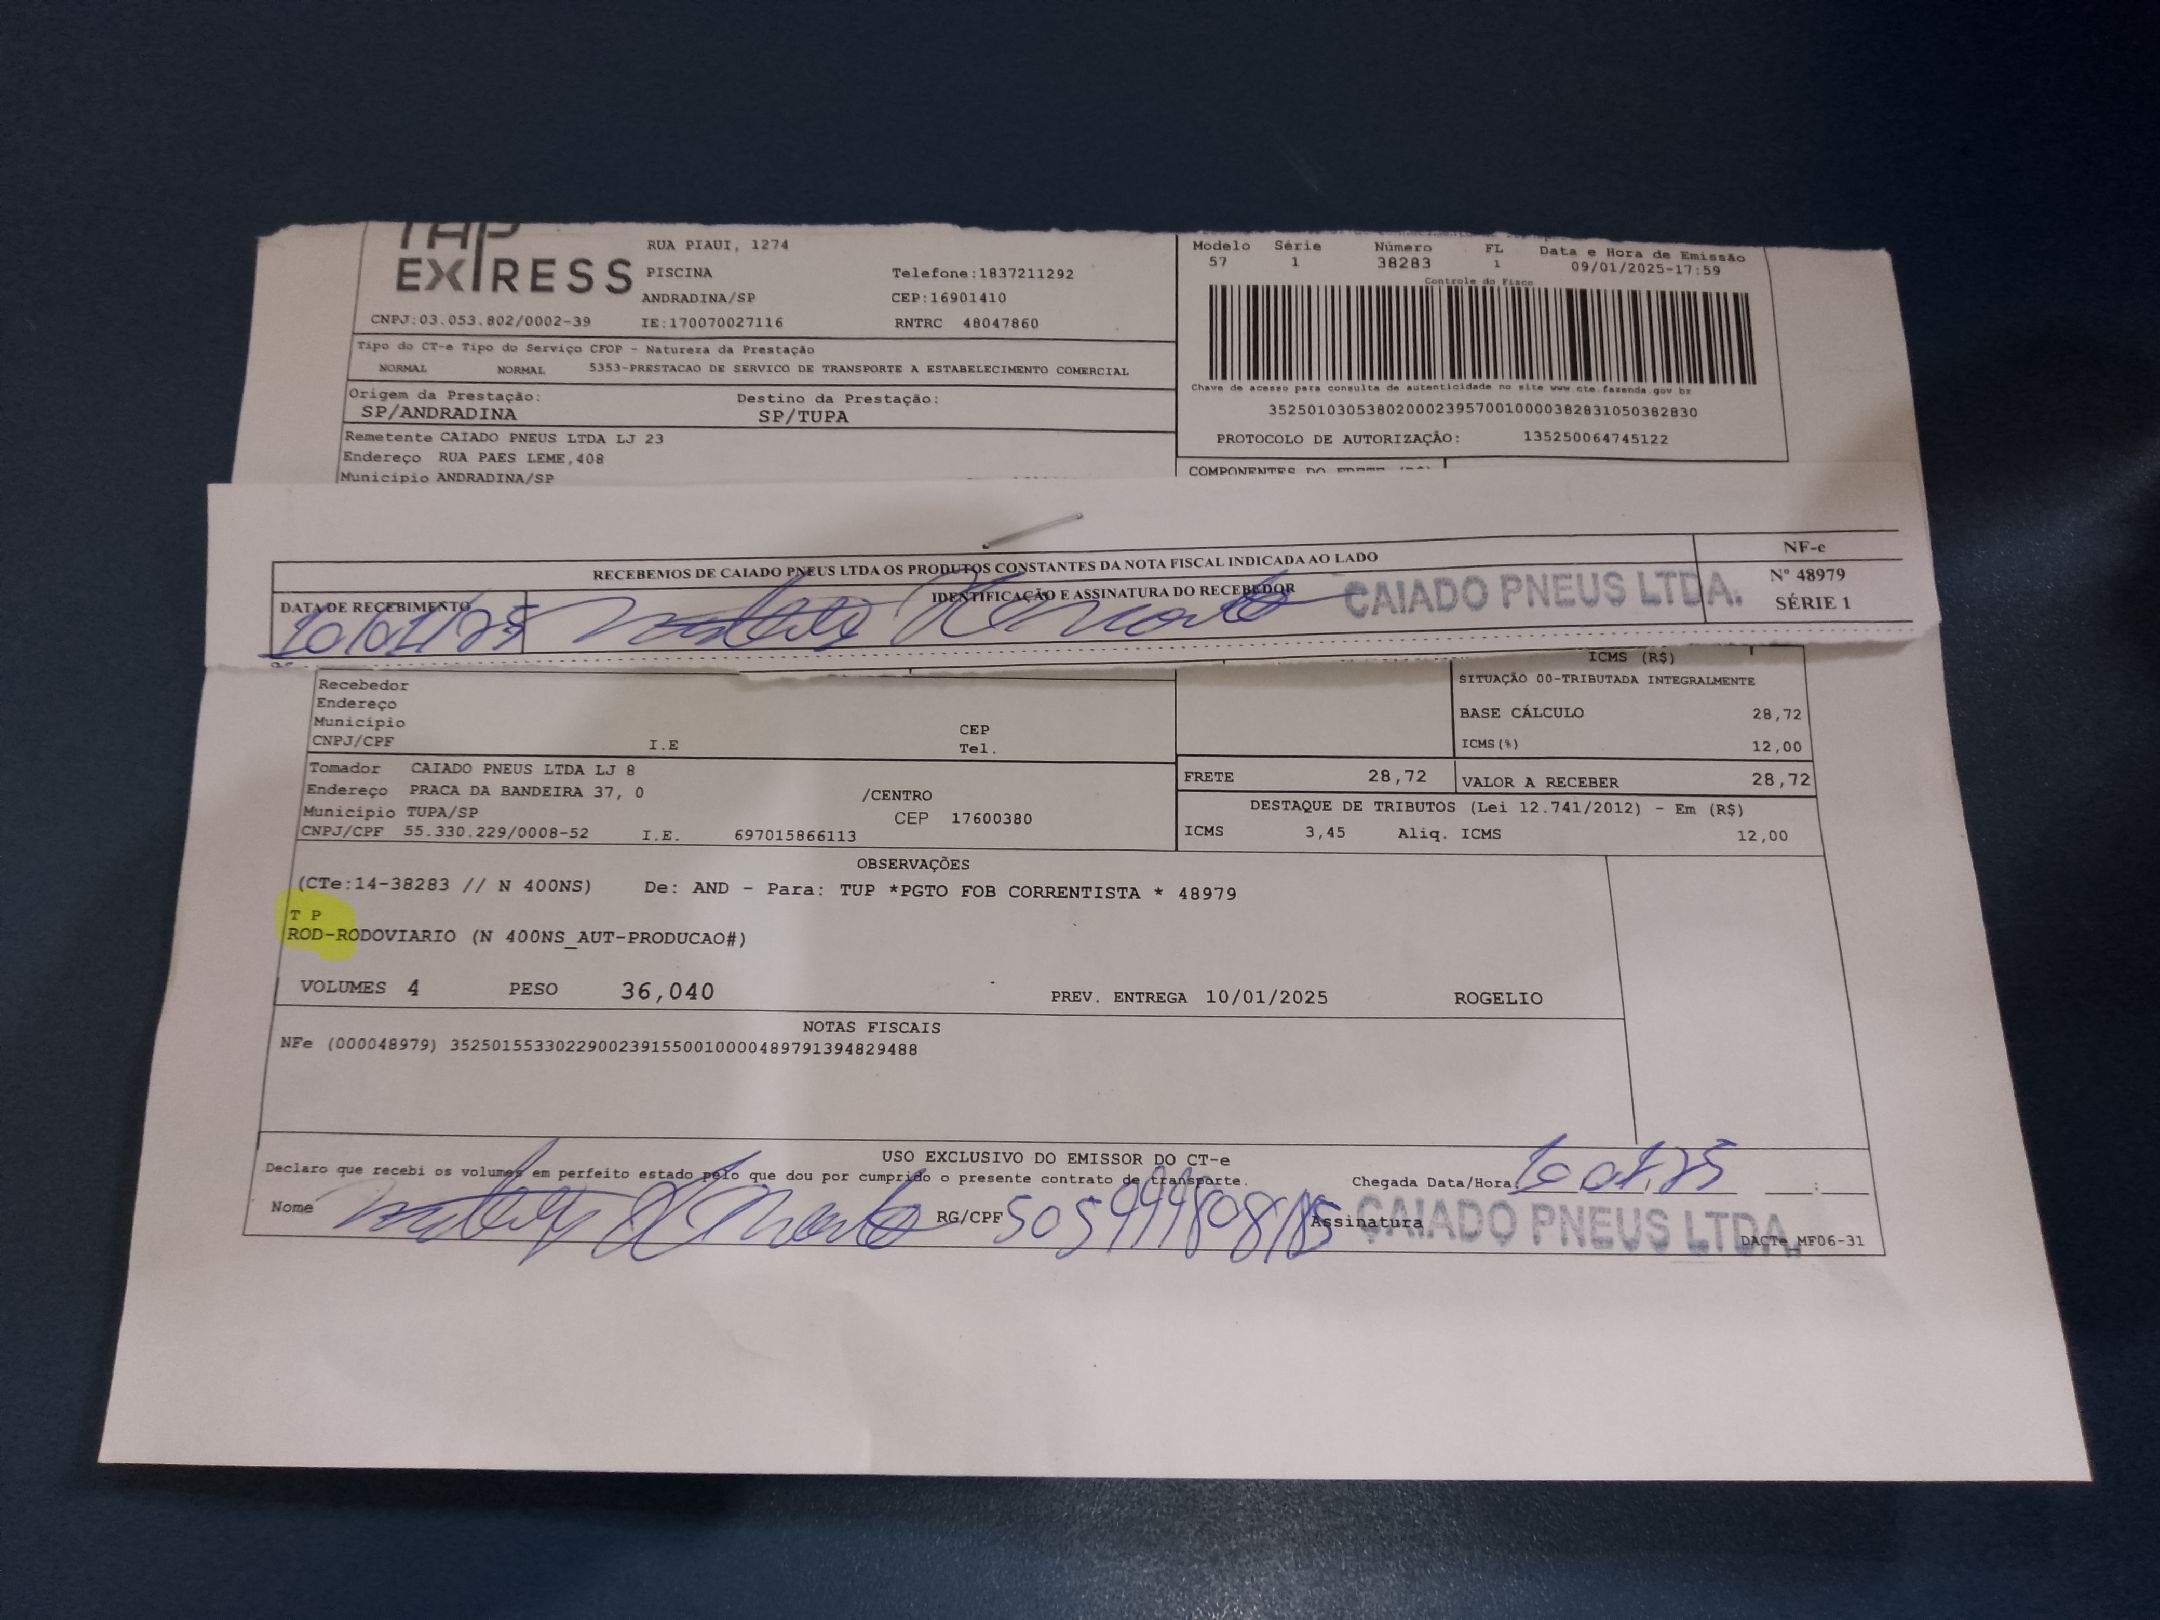 TAP
EXPRESS
RUA PIAUI, 1274
PISCINA
Telefone:1837211292
ANDRADINA/SP
CEP:16901410
CNPJ:03.053.802/0002-39
IE:170070027116
RNTRC 48047860
Modelo Série Número FL Data e Hora de Emissão
57 1 38283 1 09/01/2025-17:59
Controle do Fisco
Tipo do CT-e Tipo do Serviço CFOP - Natureza da Prestação
NORMAL NORMAL 5353-PRESTACAO DE SERVICO DE TRANSPORTE A ESTABELECIMENTO COMERCIAL
Chave de acesso para consulta de autenticidade no site www.cte.fazenda.gov.br
35250103053802000239570010000382831050382830
PROTOCOLO DE AUTORIZAÇÃO: 135250064745122
Origem da Prestação: Destino da Prestação:
SP/ANDRADINA SP/TUPA
Remetente CAIADO PNEUS LTDA LJ 23
Endereço RUA PAES LEME,408
Município ANDRADINA/SP
COMPONENTES DO FRETE (R$)
RECEBEMOS DE CAIADO PNEUS LTDA OS PRODUTOS CONSTANTES DA NOTA FISCAL INDICADA AO LADO
DATA DE RECEBIMENTO
IDENTIFICAÇÃO E ASSINATURA DO RECEBEDOR
10/01/25
CAIADO PNEUS LTDA.
NF-e
Nº 48979
SÉRIE 1
ICMS (R$)
Recebedor
Endereço
Município CEP
CNPJ/CPF I.E Tel.
SITUAÇÃO 00-TRIBUTADA INTEGRALMENTE
BASE CÁLCULO 28,72
ICMS(%) 12,00
Tomador CAIADO PNEUS LTDA LJ 8
Endereço PRACA DA BANDEIRA 37, 0 /CENTRO
Município TUPA/SP CEP 17600380
CNPJ/CPF 55.330.229/0008-52 I.E. 697015866113
FRETE 28,72 VALOR A RECEBER 28,72
DESTAQUE DE TRIBUTOS (Lei 12.741/2012) - Em (R$)
ICMS 3,45 Aliq. ICMS 12,00
OBSERVAÇÕES
(CTe:14-38283 // N 400NS) De: AND - Para: TUP *PGTO FOB CORRENTISTA * 48979
T P
ROD-RODOVIARIO (N 400NS_AUT-PRODUCAO#)
VOLUMES 4 PESO 36,040 PREV. ENTREGA 10/01/2025 ROGELIO
NOTAS FISCAIS
NFe (000048979) 35250155330229002391550010000489791394829488
USO EXCLUSIVO DO EMISSOR DO CT-e
Declaro que recebi os volumes em perfeito estado pelo que dou por cumprido o presente contrato de transporte.
Chegada Data/Hora 10 01.25 __:__
Nome RG/CPF Assinatura
CAIADO PNEUS LTDA.
DACTe MF06-31